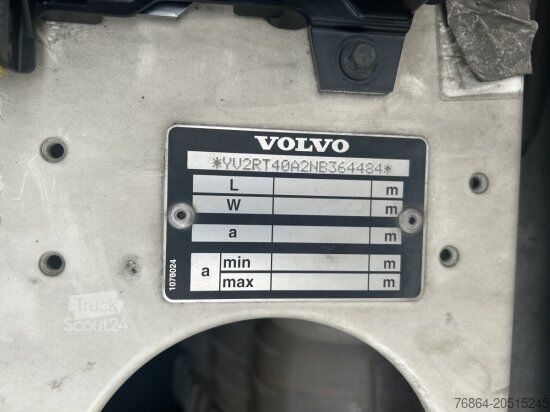 VOLVO
*YV2RT40A2NB364484*
L m
W m
a m
a min m
max m
1078024
Truck
Scout24
76864-20515245